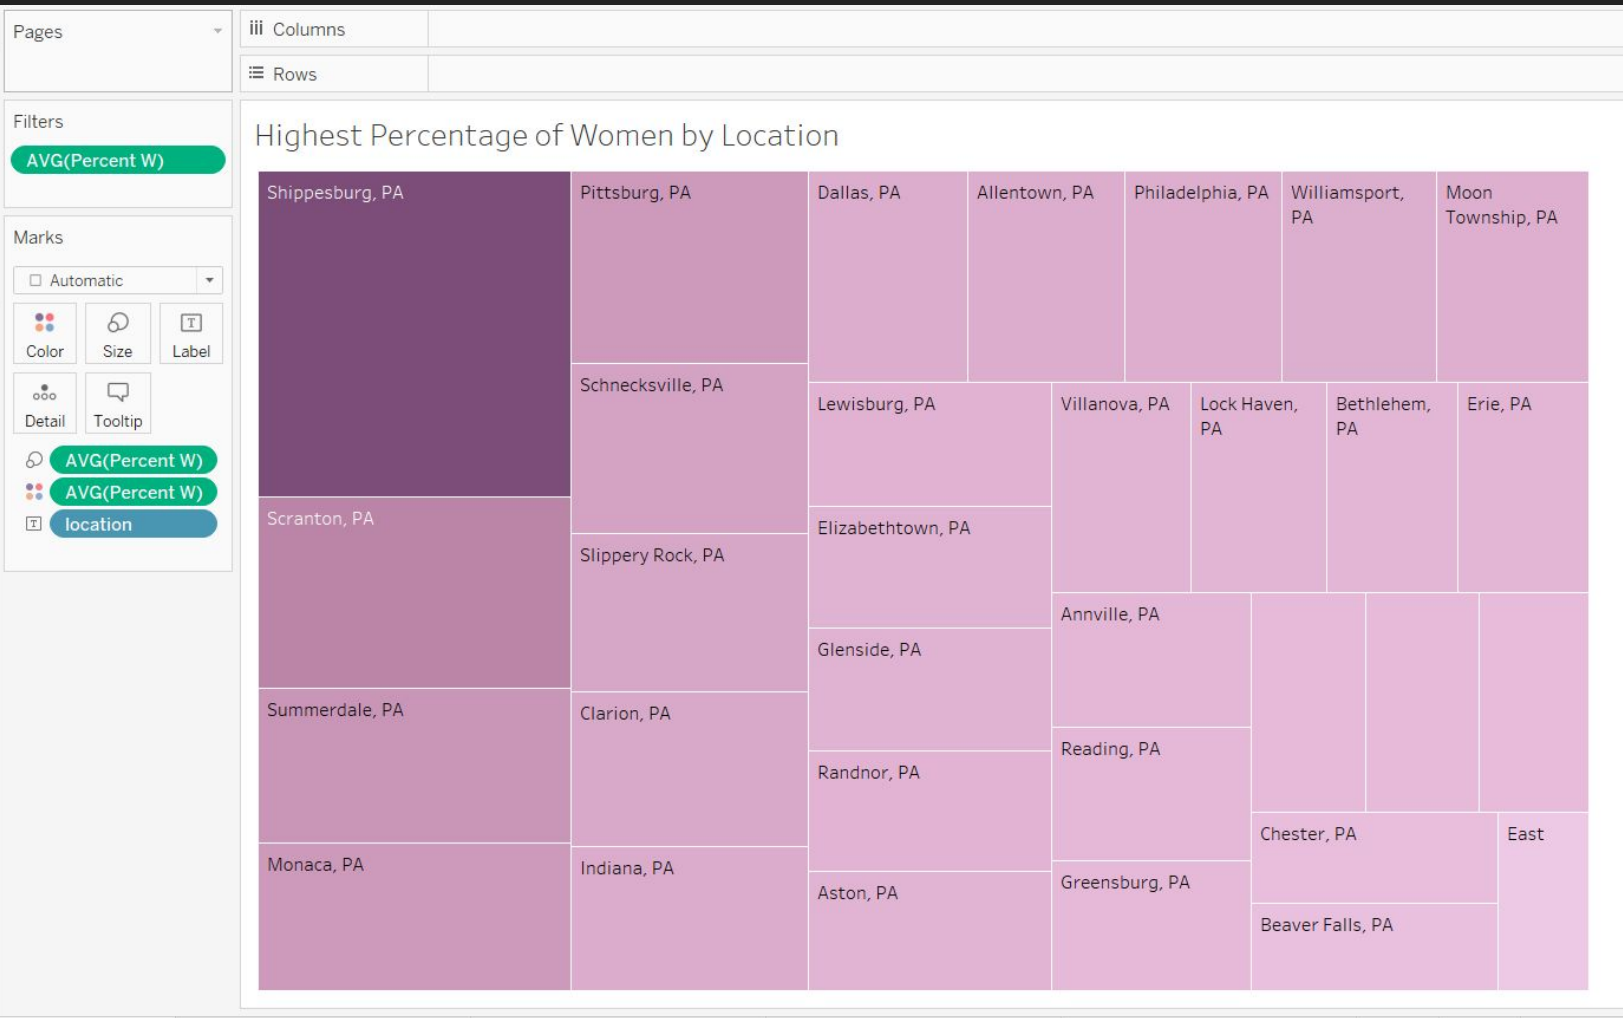 Pages
Columns
Rows
Filters
AVG(Percent W)
Marks
Automatic
Color
Size
Label
Detail
Tooltip
AVG(Percent W)
AVG(Percent W)
location
Highest Percentage of Women by Location
Shippesburg, PA
Scranton, PA
Summerdale, PA
Monaca, PA
Pittsburg, PA
Schnecksville, PA
Slippery Rock, PA
Clarion, PA
Indiana, PA
Dallas, PA
Allentown, PA
Philadelphia, PA
Williamsport,
PA
Moon
Township, PA
Lewisburg, PA
Elizabethtown, PA
Glenside, PA
Randnor, PA
Aston, PA
Villanova, PA
Lock Haven,
PA
Bethlehem,
PA
Erie, PA
Annville, PA
Reading, PA
Greensburg, PA
Chester, PA
Beaver Falls, PA
East